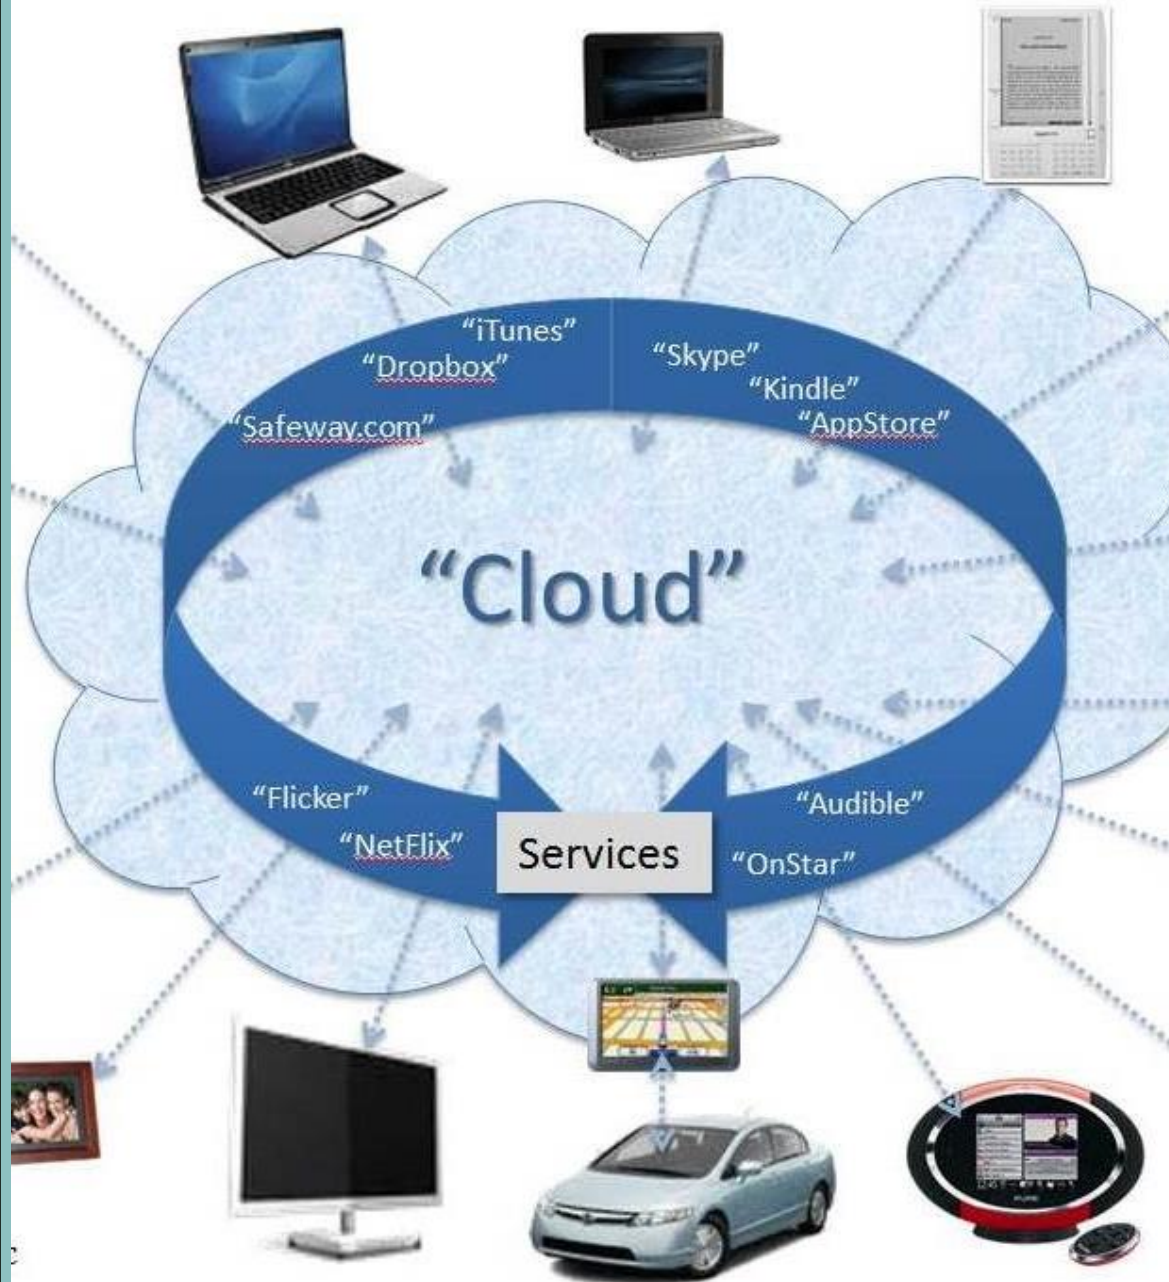 “iTunes”
“Skype”
“Dropbox”
“Kindle”
“Safeway.com”
“AppStore”
“Cloud”
“Flicker”
“Audible”
“NetFlix”
Services
“OnStar”